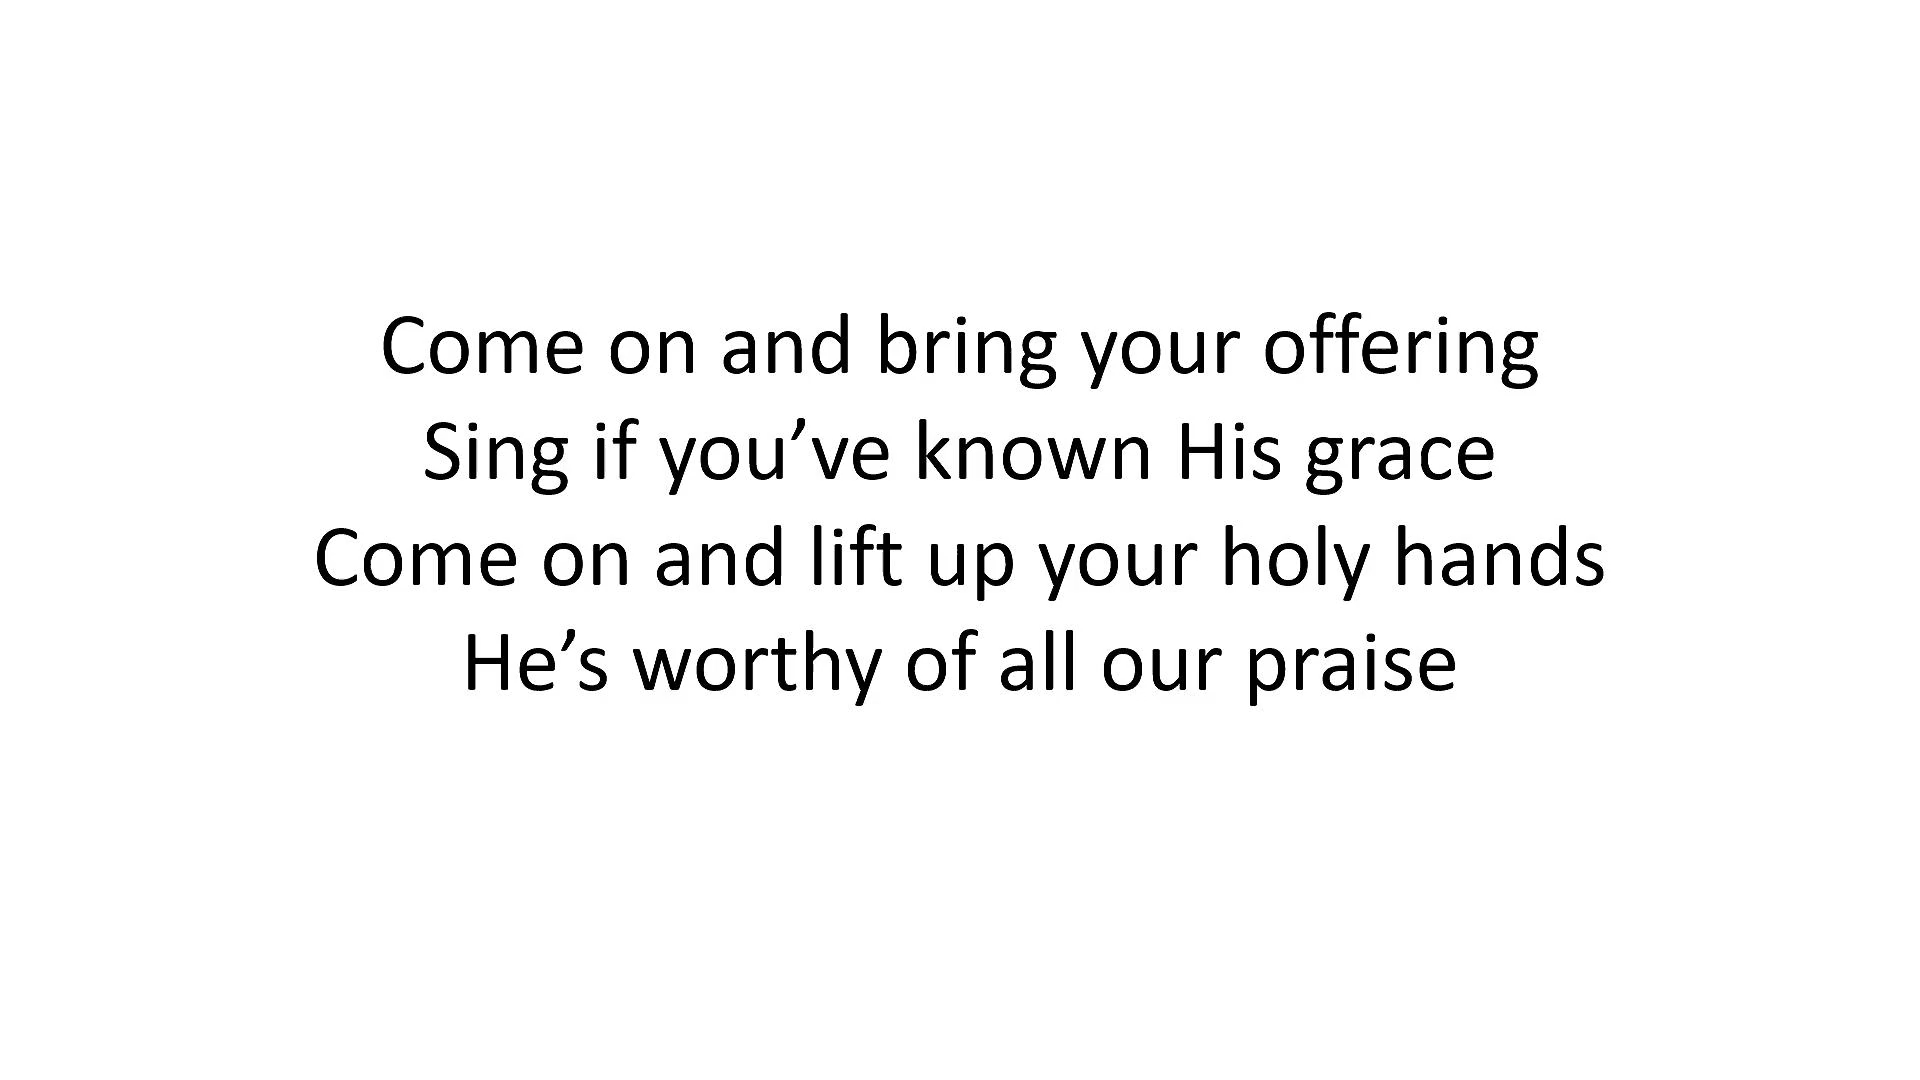 Come on and bring your offering
Sing if you’ve known His grace
Come on and lift up your holy hands
He’s worthy of all our praise